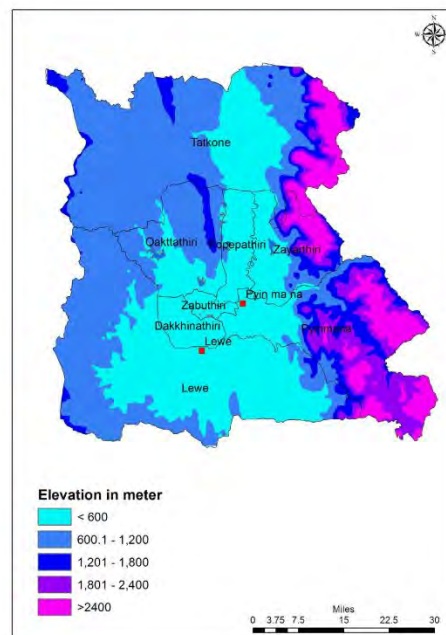 N
Tatkone
Oakttathiri
Zayarthiri
Pyin ma na
Zabuthiri
Dakkhinathiri
Pyinmana
Lewe
Lewe
Elevation in meter
< 600
600.1 - 1,200
1,201 - 1,800
1,801 - 2,400
>2400
Miles
0 3.75 7.5 15 22.5 30